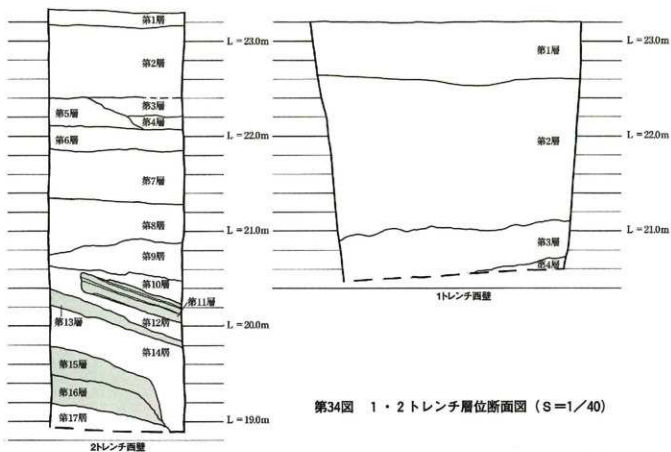 第1層
L=23.0m
第2層
第3層
第5層
第4層
L=22.0m
第6層
第7層
L=21.0m
第8層
第9層
第10層
第11層
第12層
第13層
L=20.0m
第14層
第15層
第16層
第17層
L=19.0m
2トレンチ西壁
第1層
L=23.0m
第2層
L=22.0m
L=21.0m
第3層
第4層
1トレンチ西壁
第34図 1・2トレンチ層位断面図(S=1/40)